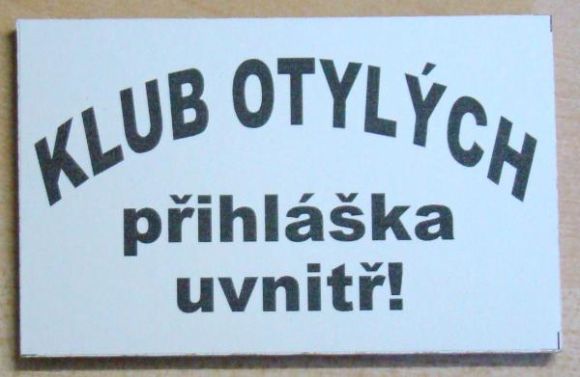 KLUB OTYLÝCH
přihláška
uvnitř!